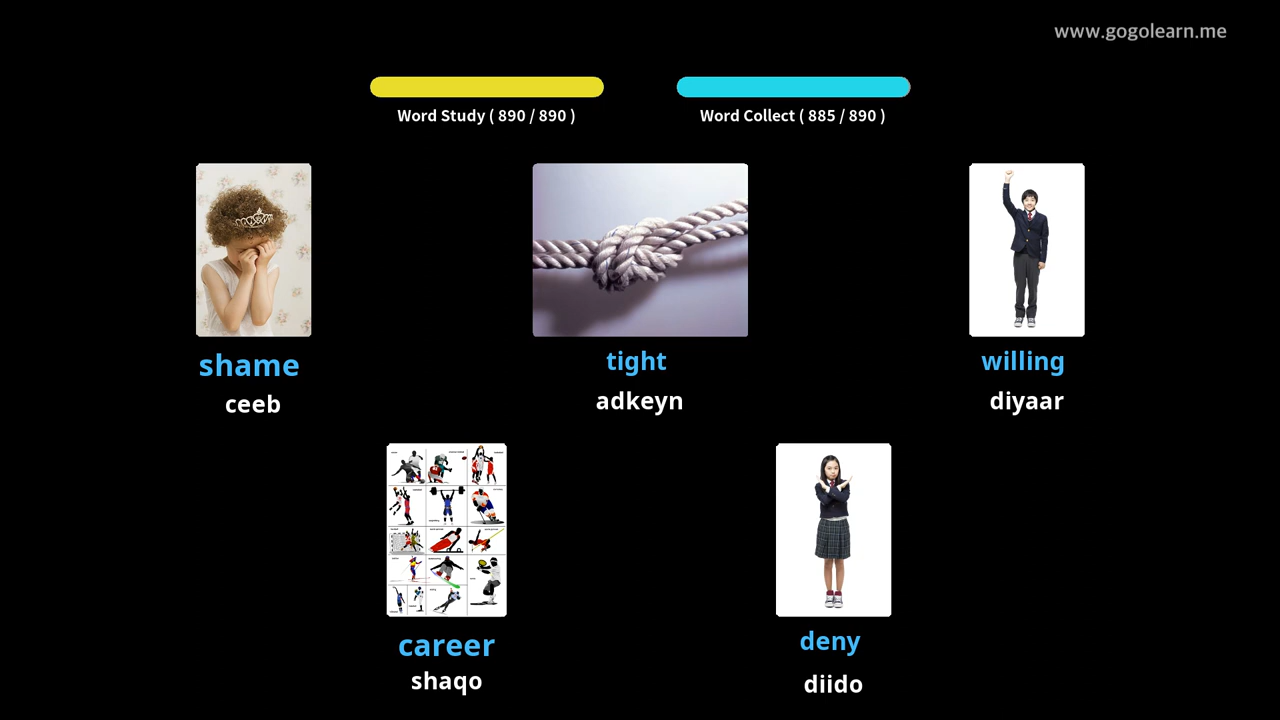 www.gogolearn.me
Word Study ( 890 / 890 )
Word Collect ( 885 / 890 )
shame
ceeb
tight
adkeyn
willing
diyaar
career
shaqo
deny
diido